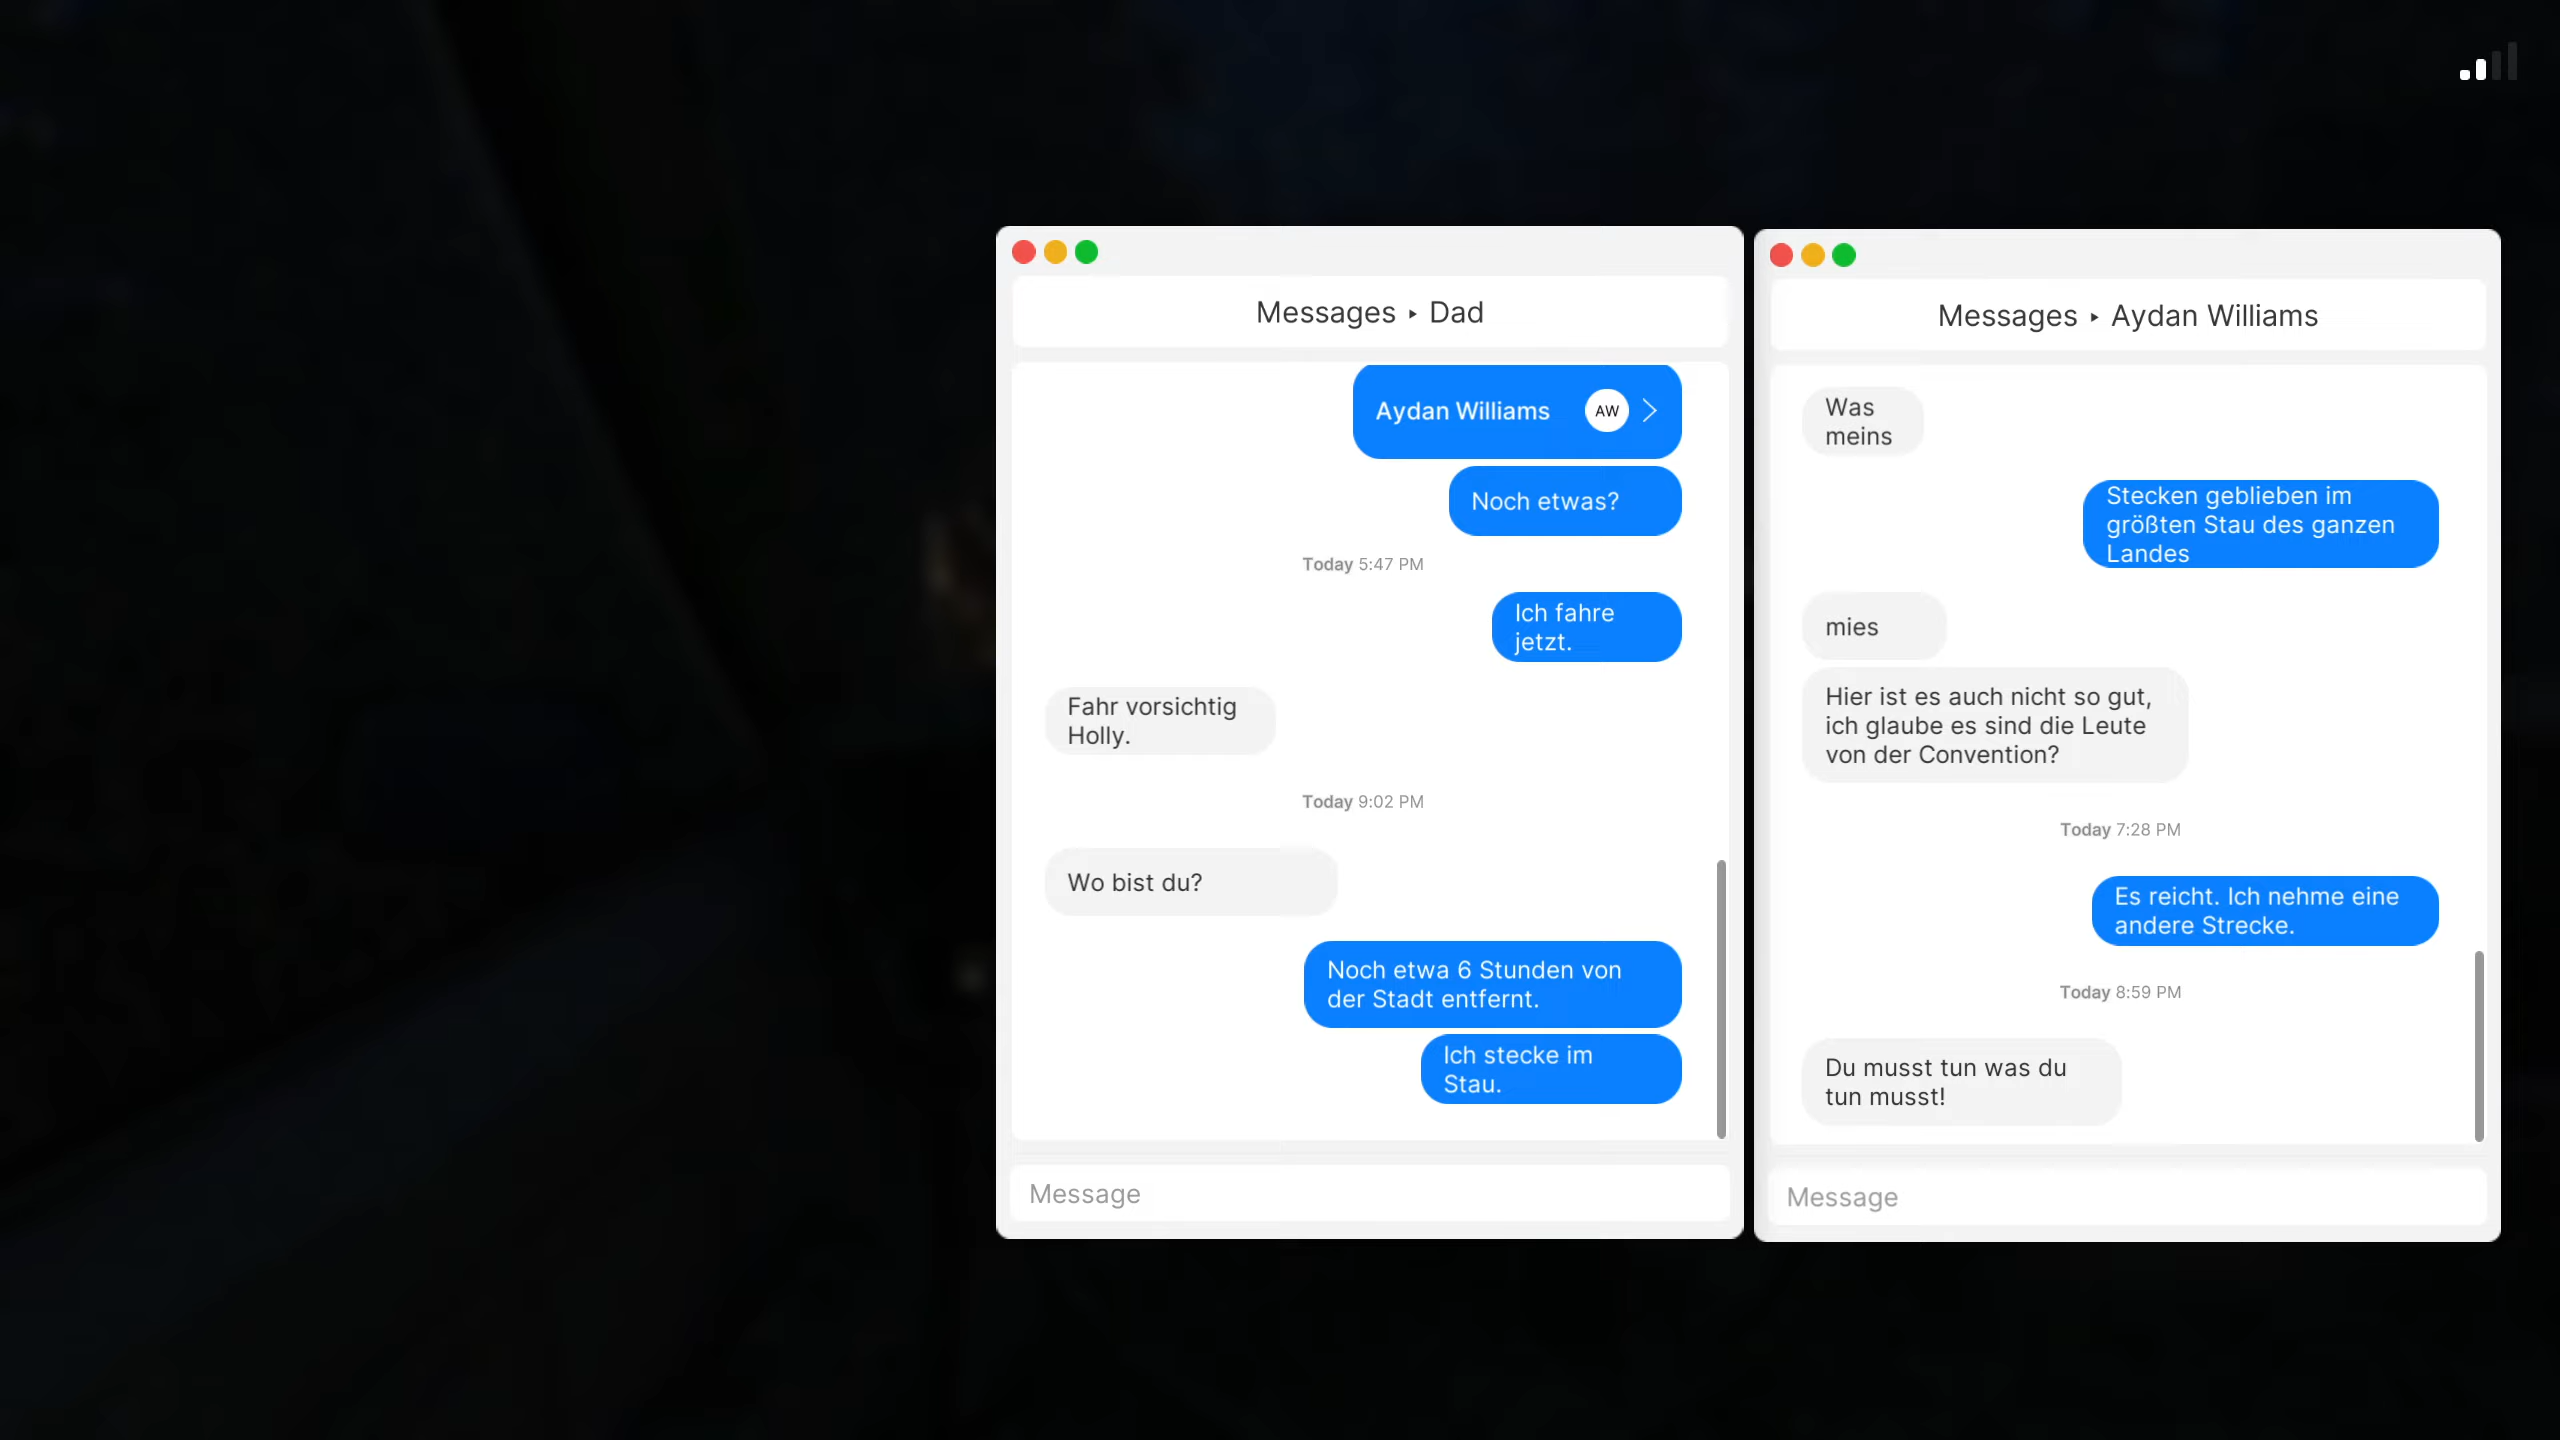 Messages ‣ Dad
Aydan Williams
AW
Noch etwas?
Today 5:47 PM
Ich fahre
jetzt.
Fahr vorsichtig
Holly.
Today 9:02 PM
Wo bist du?
Noch etwa 6 Stunden von
der Stadt entfernt.
Ich stecke im
Stau.
Message
Messages ‣ Aydan Williams
Was
meins
Stecken geblieben im
größten Stau des ganzen
Landes
mies
Hier ist es auch nicht so gut,
ich glaube es sind die Leute
von der Convention?
Today 7:28 PM
Es reicht. Ich nehme eine
andere Strecke.
Today 8:59 PM
Du musst tun was du
tun musst!
Message